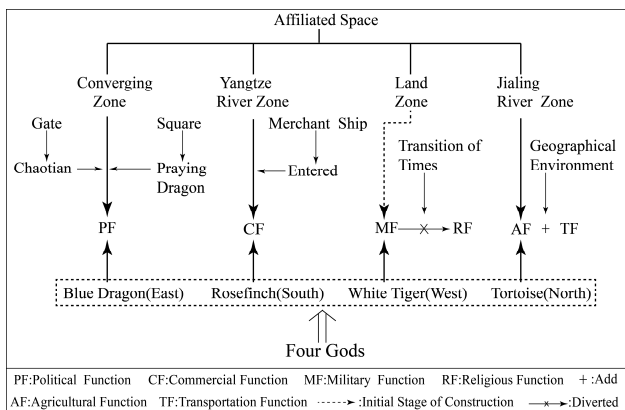 Affiliated Space
Converging
Zone
Yangtze
River Zone
Land
Zone
Jialing
River Zone
Gate
Square
Merchant Ship
Transition of
Times
Geographical
Environment
Chaotian
Praying
Dragon
Entered
PF
CF
MF
X
RF
AF + TF
Blue Dragon(East)
Rosefinch(South)
White Tiger(West)
Tortoise(North)
Four Gods
PF:Political Function CF:Commercial Function MF:Military Function RF:Religious Function +:Add
AF:Agricultural Function TF:Transportation Function :Initial Stage of Construction x :Diverted